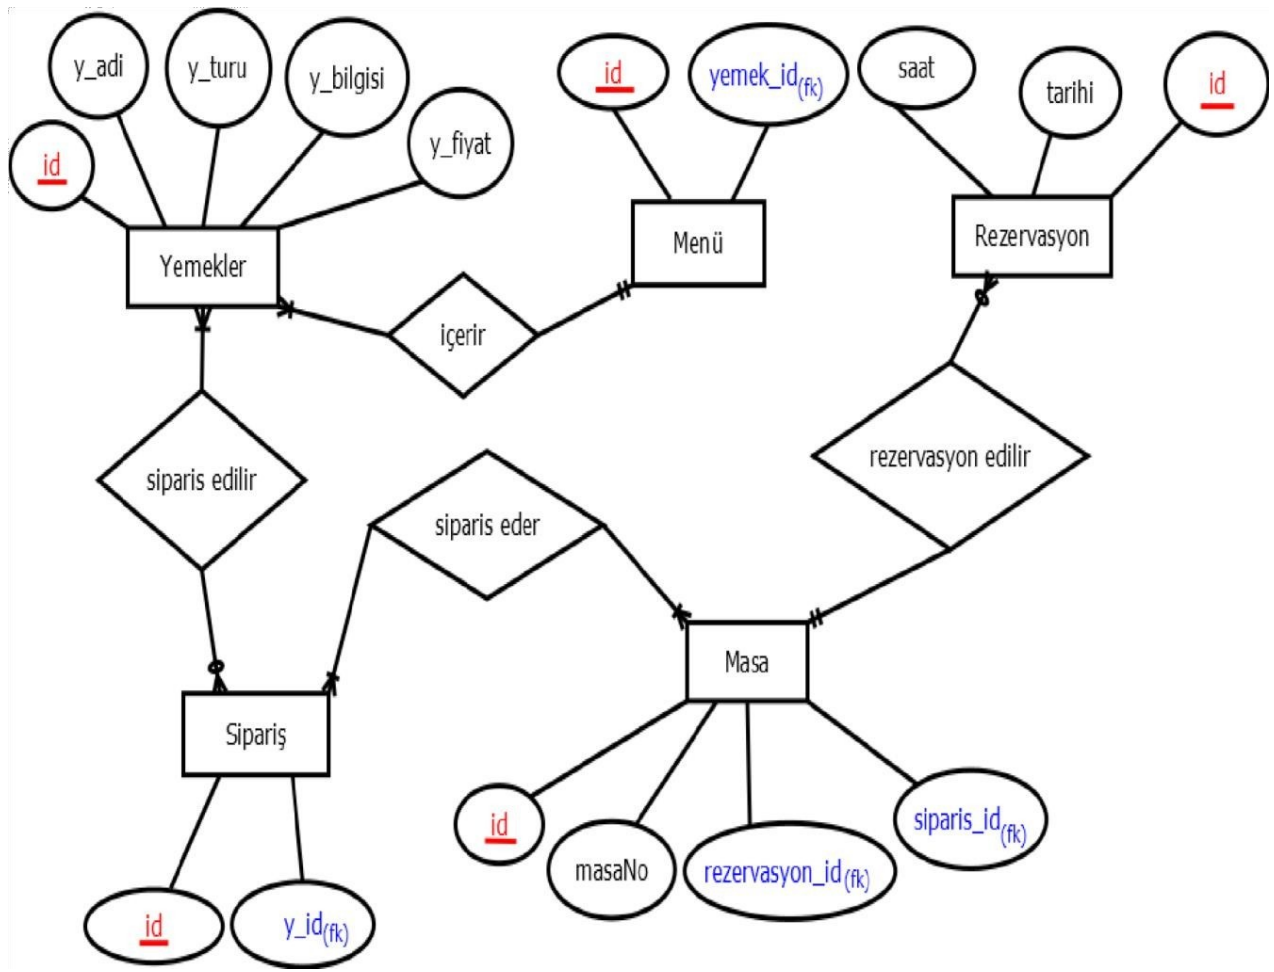 y_adi
y_turu
y_bilgisi
y_fiyat
id
Yemekler
id
yemek_id(fk)
Menü
saat
tarihi
id
Rezervasyon
içerir
siparis edilir
siparis eder
rezervasyon edilir
Sipariş
id
y_id(fk)
Masa
id
masaNo
rezervasyon_id(fk)
siparis_id(fk)